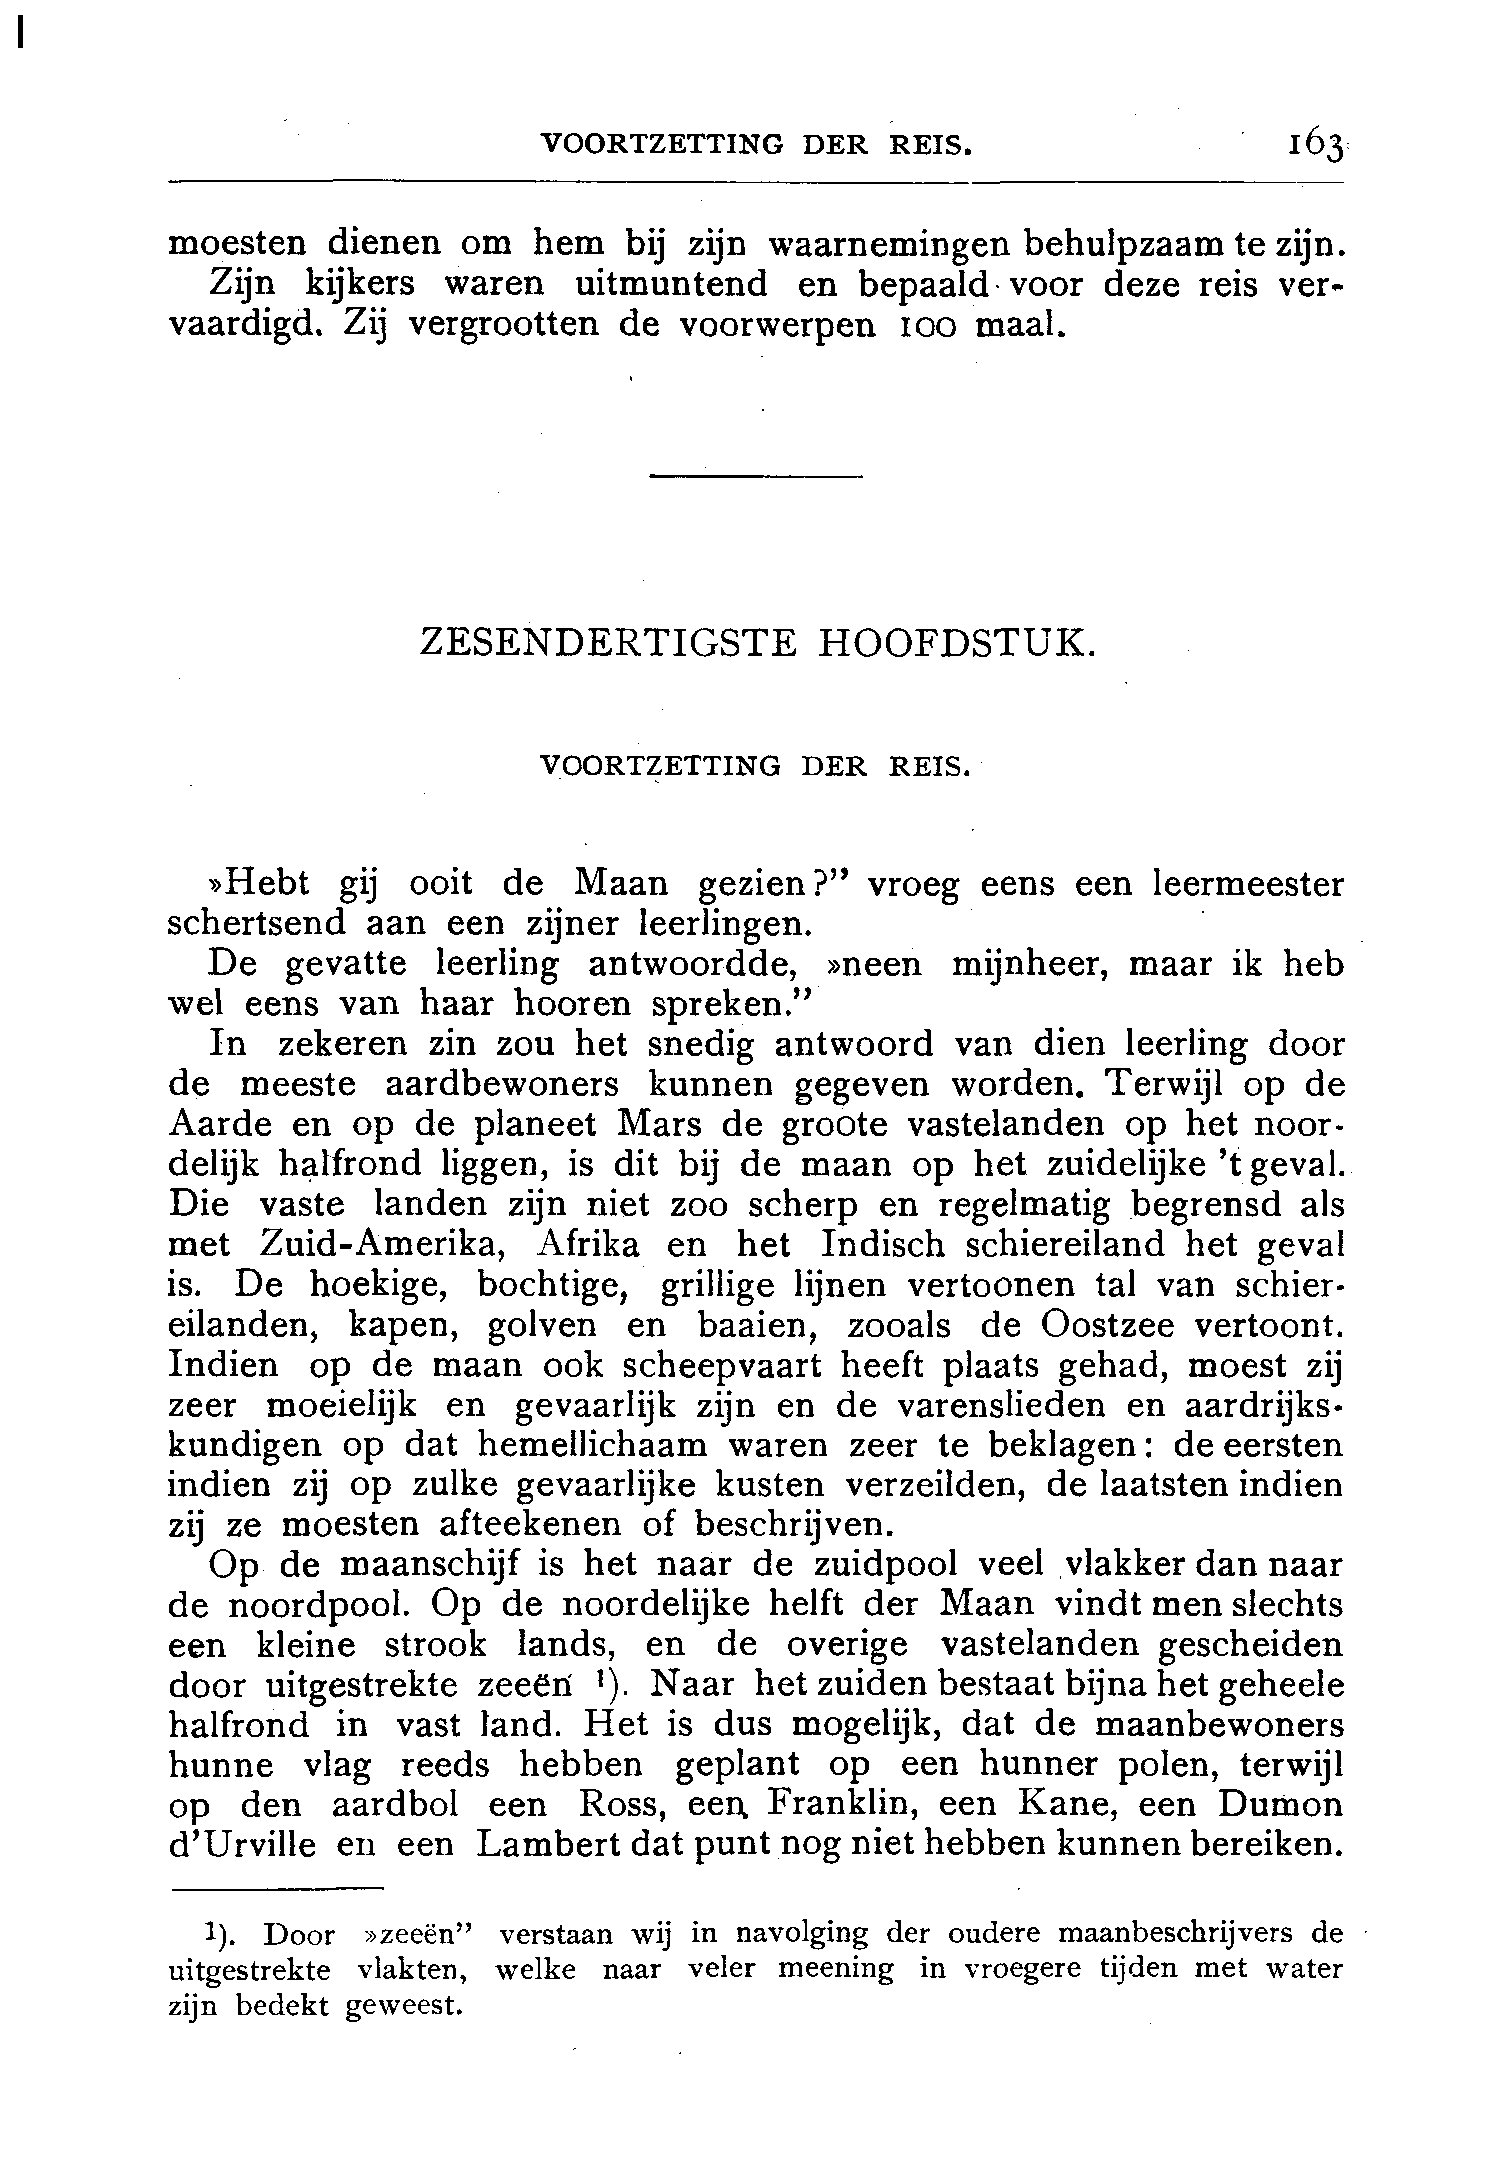 VOORTZETTING DER REIS. 163
moesten dienen om hem bij zijn waarnemingen behulpzaam te zijn.
Zijn kijkers waren uitmuntend en bepaald voor deze reis ver-
vaardigd. Zij vergrootten de voorwerpen 100 maal.
ZESENDERTIGSTE HOOFDSTUK.
VOORTZETTING DER REIS.
»Hebt gij ooit de Maan gezien?” vroeg eens een leermeester
schertsend aan een zijner leerlingen.
De gevatte leerling antwoordde, »neen mijnheer, maar ik heb
wel eens van haar hooren spreken.”
In zekeren zin zou het snedig antwoord van dien leerling door
de meeste aardbewoners kunnen gegeven worden. Terwijl op de
Aarde en op de planeet Mars de groote vastelanden op het noor-
delijk halfrond liggen, is dit bij de maan op het zuidelijke ’t geval.
Die vaste landen zijn niet zoo scherp en regelmatig begrensd als
met Zuid-Amerika, Afrika en het Indisch schiereiland het geval
is. De hoekige, bochtige, grillige lijnen vertoonen tal van schier-
eilanden, kapen, golven en baaien, zooals de Oostzee vertoont.
Indien op de maan ook scheepvaart heeft plaats gehad, moest zij
zeer moeielijk en gevaarlijk zijn en de varenslieden en aardrijks-
kundigen op dat hemellichaam waren zeer te beklagen: de eersten
indien zij op zulke gevaarlijke kusten verzeilden, de laatsten indien
zij ze moesten afteekenen of beschrijven.
Op de maanschijf is het naar de zuidpool veel vlakker dan naar
de noordpool. Op de noordelijke helft der Maan vindt men slechts
een kleine strook lands, en de overige vastelanden gescheiden
door uitgestrekte zeeën ¹). Naar het zuiden bestaat bijna het geheele
halfrond in vast land. Het is dus mogelijk, dat de maanbewoners
hunne vlag reeds hebben geplant op een hunner polen, terwijl
op den aardbol een Ross, een Franklin, een Kane, een Dumon
d’Urville en een Lambert dat punt nog niet hebben kunnen bereiken.
¹). Door »zeeën” verstaan wij in navolging der oudere maanbeschrijvers de
uitgestrekte vlakten, welke naar veler meening in vroegere tijden met water
zijn bedekt geweest.